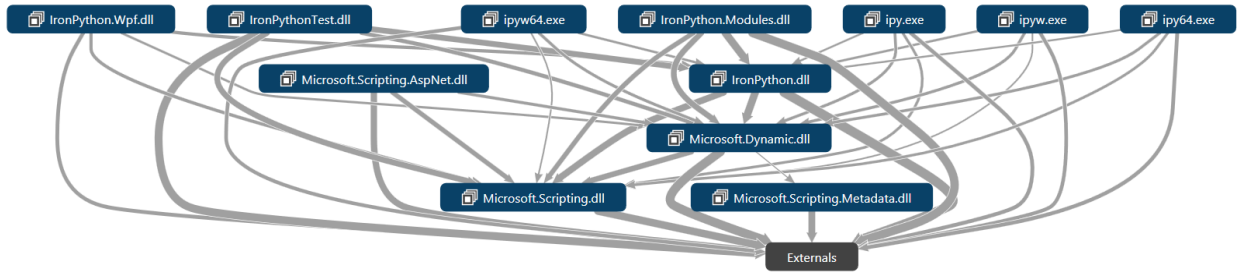 IronPython.Wpf.dll
IronPythonTest.dll
ipyw64.exe
IronPython.Modules.dll
ipy.exe
ipyw.exe
ipy64.exe
Microsoft.Scripting.AspNet.dll
IronPython.dll
Microsoft.Dynamic.dll
Microsoft.Scripting.dll
Microsoft.Scripting.Metadata.dll
Externals